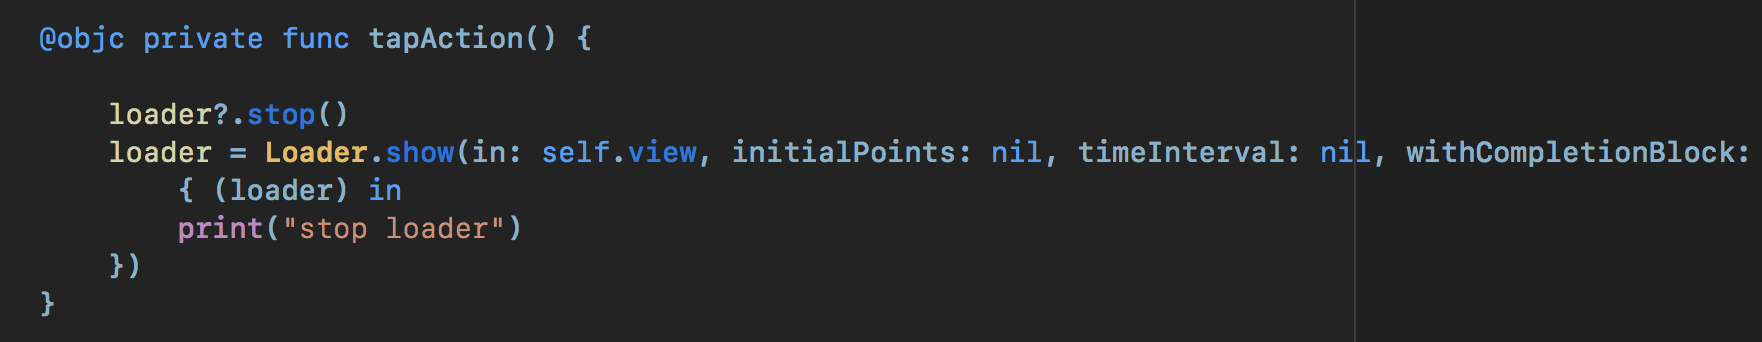 @objc private func tapAction() {
loader?.stop()
loader = Loader.show(in: self.view, initialPoints: nil, timeInterval: nil, withCompletionBlock:
{ (loader) in
print("stop loader")
})
}